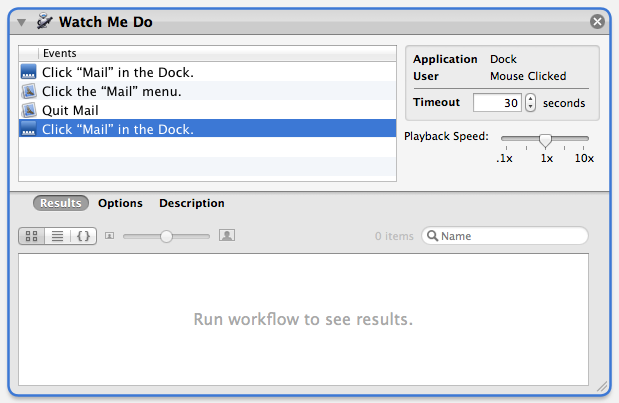 Watch Me Do
Events
Click “Mail” in the Dock.
Click the “Mail” menu.
Quit Mail
Click “Mail” in the Dock.
Application Dock
User Mouse Clicked
Timeout 30 seconds
Playback Speed:
.1x 1x 10x
Results Options Description
0 items Name
Run workflow to see results.